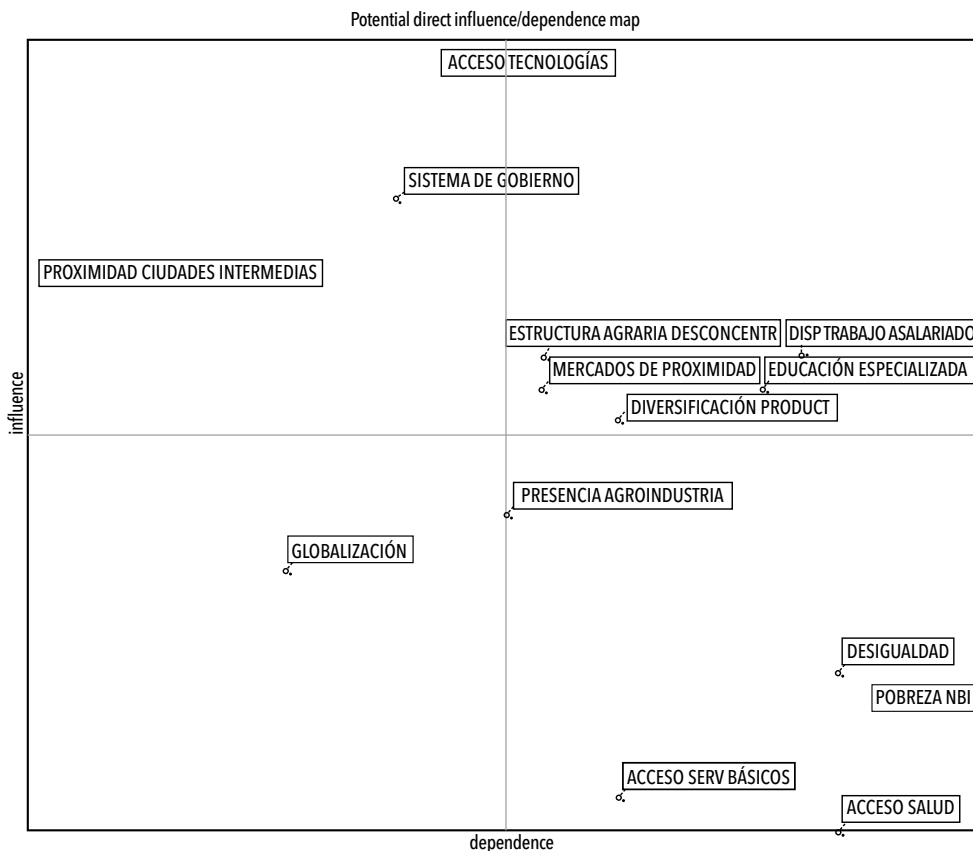 Potential direct influence/dependence map
ACCESO TECNOLOGÍAS
SISTEMA DE GOBIERNO
PROXIMIDAD CIUDADES INTERMEDIAS
ESTRUCTURA AGRARIA DESCONCENTR
DISP TRABAJO ASALARIADO
MERCADOS DE PROXIMIDAD
EDUCACIÓN ESPECIALIZADA
DIVERSIFICACIÓN PRODUCT
influence
PRESENCIA AGROINDUSTRIA
GLOBALIZACIÓN
DESIGUALDAD
POBREZA NBI
ACCESO SERV BÁSICOS
ACCESO SALUD
dependence